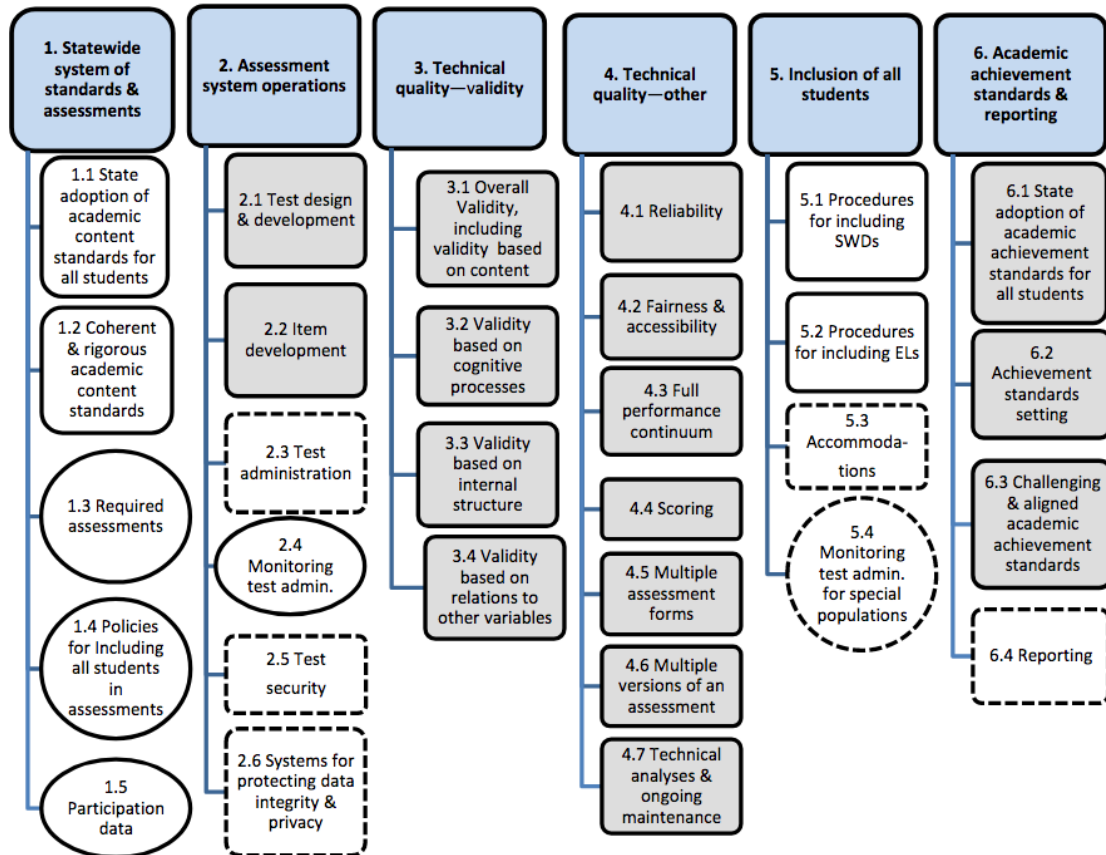 1. Statewide
system of
standards &
assessments
1.1 State
adoption of
academic
content
standards for
all students
1.2 Coherent
& rigorous
academic
content
standards
1.3 Required
assessments
1.4 Policies
for Including
all students
in
assessments
1.5
Participation
data
2. Assessment
system operations
2.1 Test design
& development
2.2 Item
development
2.3 Test
administration
2.4
Monitoring
test admin.
2.5 Test
security
2.6 Systems for
protecting data
integrity &
privacy
3. Technical
quality—validity
3.1 Overall
Validity,
including
validity based
on content
3.2 Validity
based on
cognitive
processes
3.3 Validity
based on
internal
structure
3.4 Validity
based on
relations to
other variables
4. Technical
quality—other
4.1 Reliability
4.2 Fairness &
accessibility
4.3 Full
performance
continuum
4.4 Scoring
4.5 Multiple
assessment
forms
4.6 Multiple
versions of an
assessment
4.7 Technical
analyses &
ongoing
maintenance
5. Inclusion of all
students
5.1 Procedures
for including
SWDs
5.2 Procedures
for including ELs
5.3
Accommoda-
tions
5.4
Monitoring
test admin.
for special
populations
6. Academic
achievement
standards &
reporting
6.1 State
adoption of
academic
achievement
standards for
all students
6.2
Achievement
standards
setting
6.3 Challenging
& aligned
academic
achievement
standards
6.4 Reporting